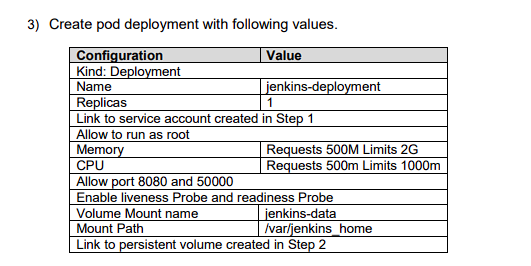 3) Create pod deployment with following values.
Configuration Value
Kind: Deployment
Name jenkins-deployment
Replicas 1
Link to service account created in Step 1
Allow to run as root
Memory Requests 500M Limits 2G
CPU Requests 500m Limits 1000m
Allow port 8080 and 50000
Enable liveness Probe and readiness Probe
Volume Mount name jenkins-data
Mount Path /var/jenkins_home
Link to persistent volume created in Step 2